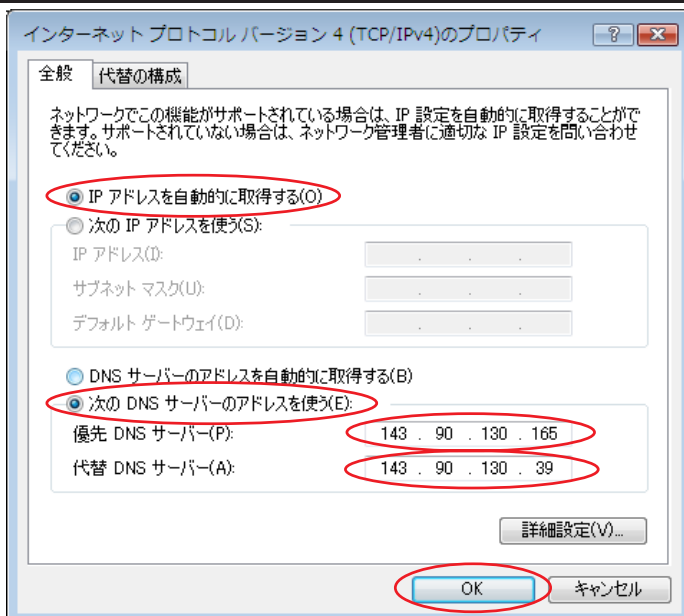 インターネット プロトコル バージョン 4 (TCP/IPv4)のプロパティ
全般
代替の構成
ネットワークでこの機能がサポートされている場合は、IP 設定を自動的に取得することがで
きます。サポートされていない場合は、ネットワーク管理者に適切な IP 設定を問い合わせ
てください。
IP アドレスを自動的に取得する(O)
次の IP アドレスを使う(S):
IP アドレス(I):
サブネット マスク(U):
デフォルト ゲートウェイ(D):
DNS サーバーのアドレスを自動的に取得する(B)
次の DNS サーバーのアドレスを使う(E):
優先 DNS サーバー(P): 143 . 90 . 130 . 165
代替 DNS サーバー(A): 143 . 90 . 130 . 39
詳細設定(V)...
OK キャンセル